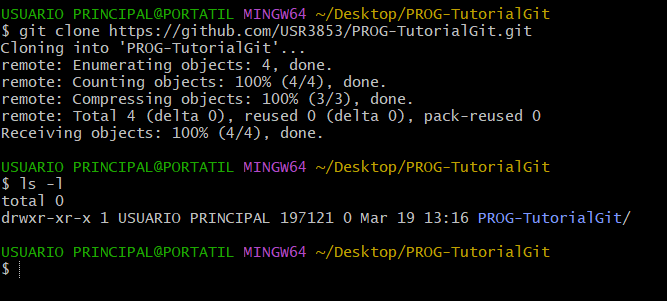 USUARIO PRINCIPAL@PORTATIL MINGW64 ~/Desktop/PROG-TutorialGit
$ git clone https://github.com/USR3853/PROG-TutorialGit.git
Cloning into 'PROG-TutorialGit'...
remote: Enumerating objects: 4, done.
remote: Counting objects: 100% (4/4), done.
remote: Compressing objects: 100% (3/3), done.
remote: Total 4 (delta 0), reused 0 (delta 0), pack-reused 0
Receiving objects: 100% (4/4), done.
USUARIO PRINCIPAL@PORTATIL MINGW64 ~/Desktop/PROG-TutorialGit
$ ls -l
total 0
drwxr-xr-x 1 USUARIO PRINCIPAL 197121 0 Mar 19 13:16 PROG-TutorialGit/
USUARIO PRINCIPAL@PORTATIL MINGW64 ~/Desktop/PROG-TutorialGit
$